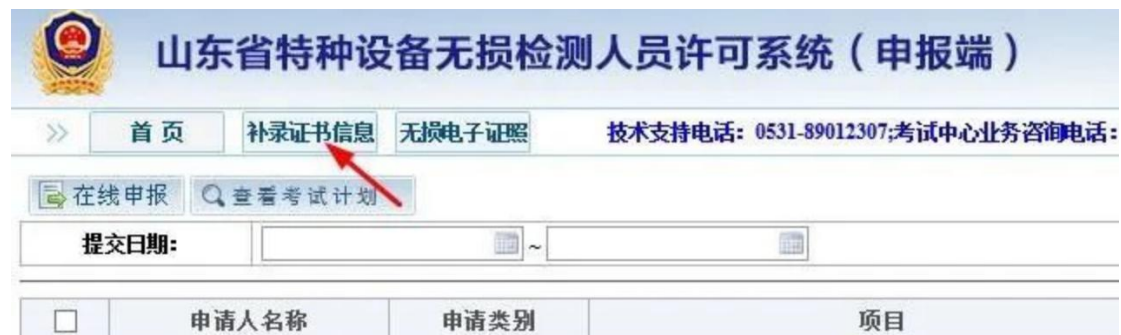 山东省特种设备无损检测人员许可系统（申报端）
>> 首页 补录证书信息 无损电子证照 技术支持电话：0531-89012307;考试中心业务咨询电话：
在线申报 查看考试计划
提交日期： ~
申请人名称 申请类别 项目